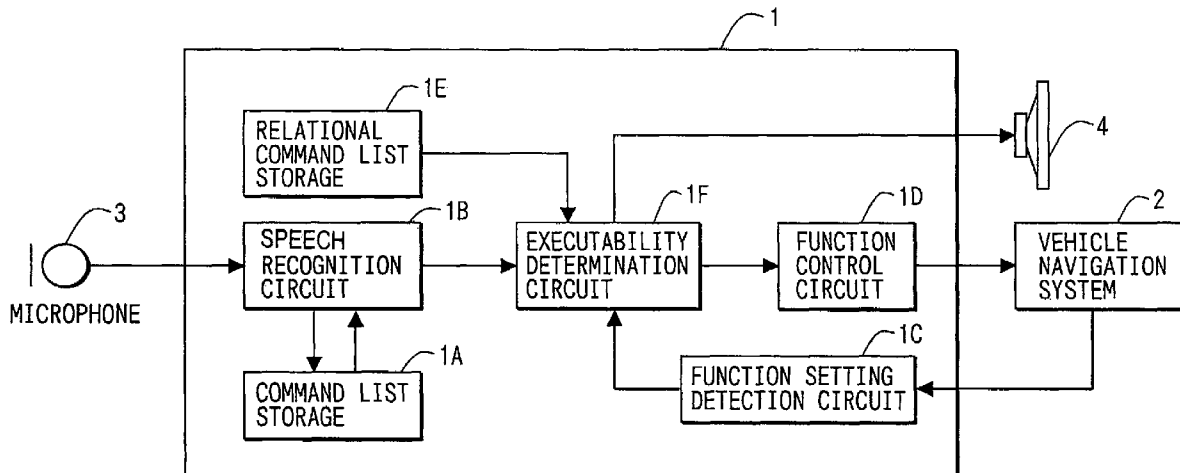 1
1E
RELATIONAL
COMMAND LIST
STORAGE
4
3
1B
1F
1D
2
SPEECH
RECOGNITION
CIRCUIT
EXECUTABILITY
DETERMINATION
CIRCUIT
FUNCTION
CONTROL
CIRCUIT
VEHICLE
NAVIGATION
SYSTEM
MICROPHONE
1A
1C
COMMAND LIST
STORAGE
FUNCTION SETTING
DETECTION CIRCUIT